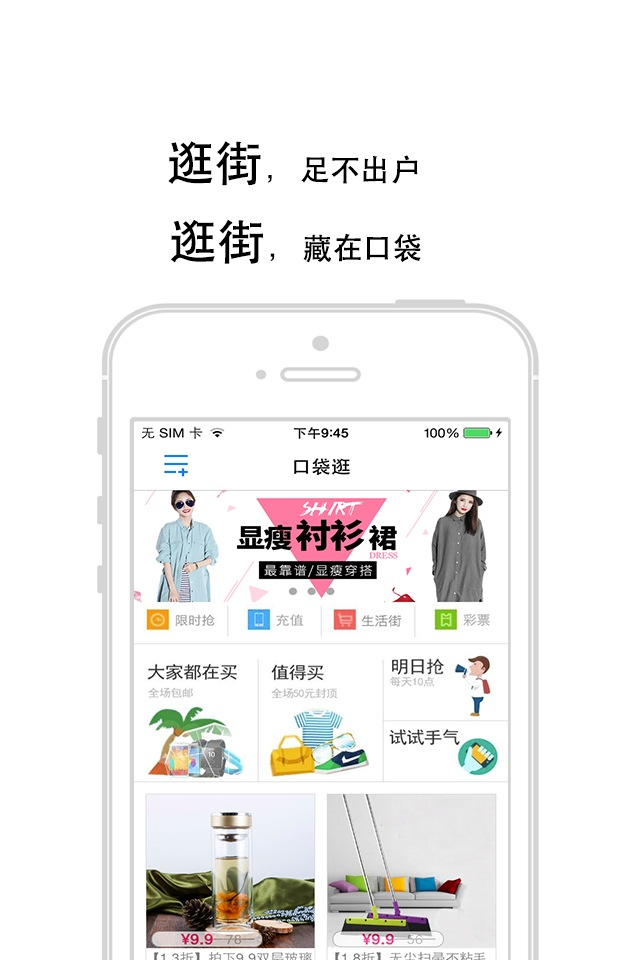 逛街，足不出户
逛街，藏在口袋
无 SIM 卡 下午9:45 100%
口袋逛
SHIRT
显瘦衬衫裙
DRESS
最靠谱/显瘦穿搭
限时抢 充值 生活街 彩票
大家都在买
全场包邮
值得买
全场50元封顶
明日抢
每天10点
试试手气
¥9.9 78 ¥9.9 56
【1.3折】拍下9.9双层玻璃 【1.8折】无尘扫晕不粘毛